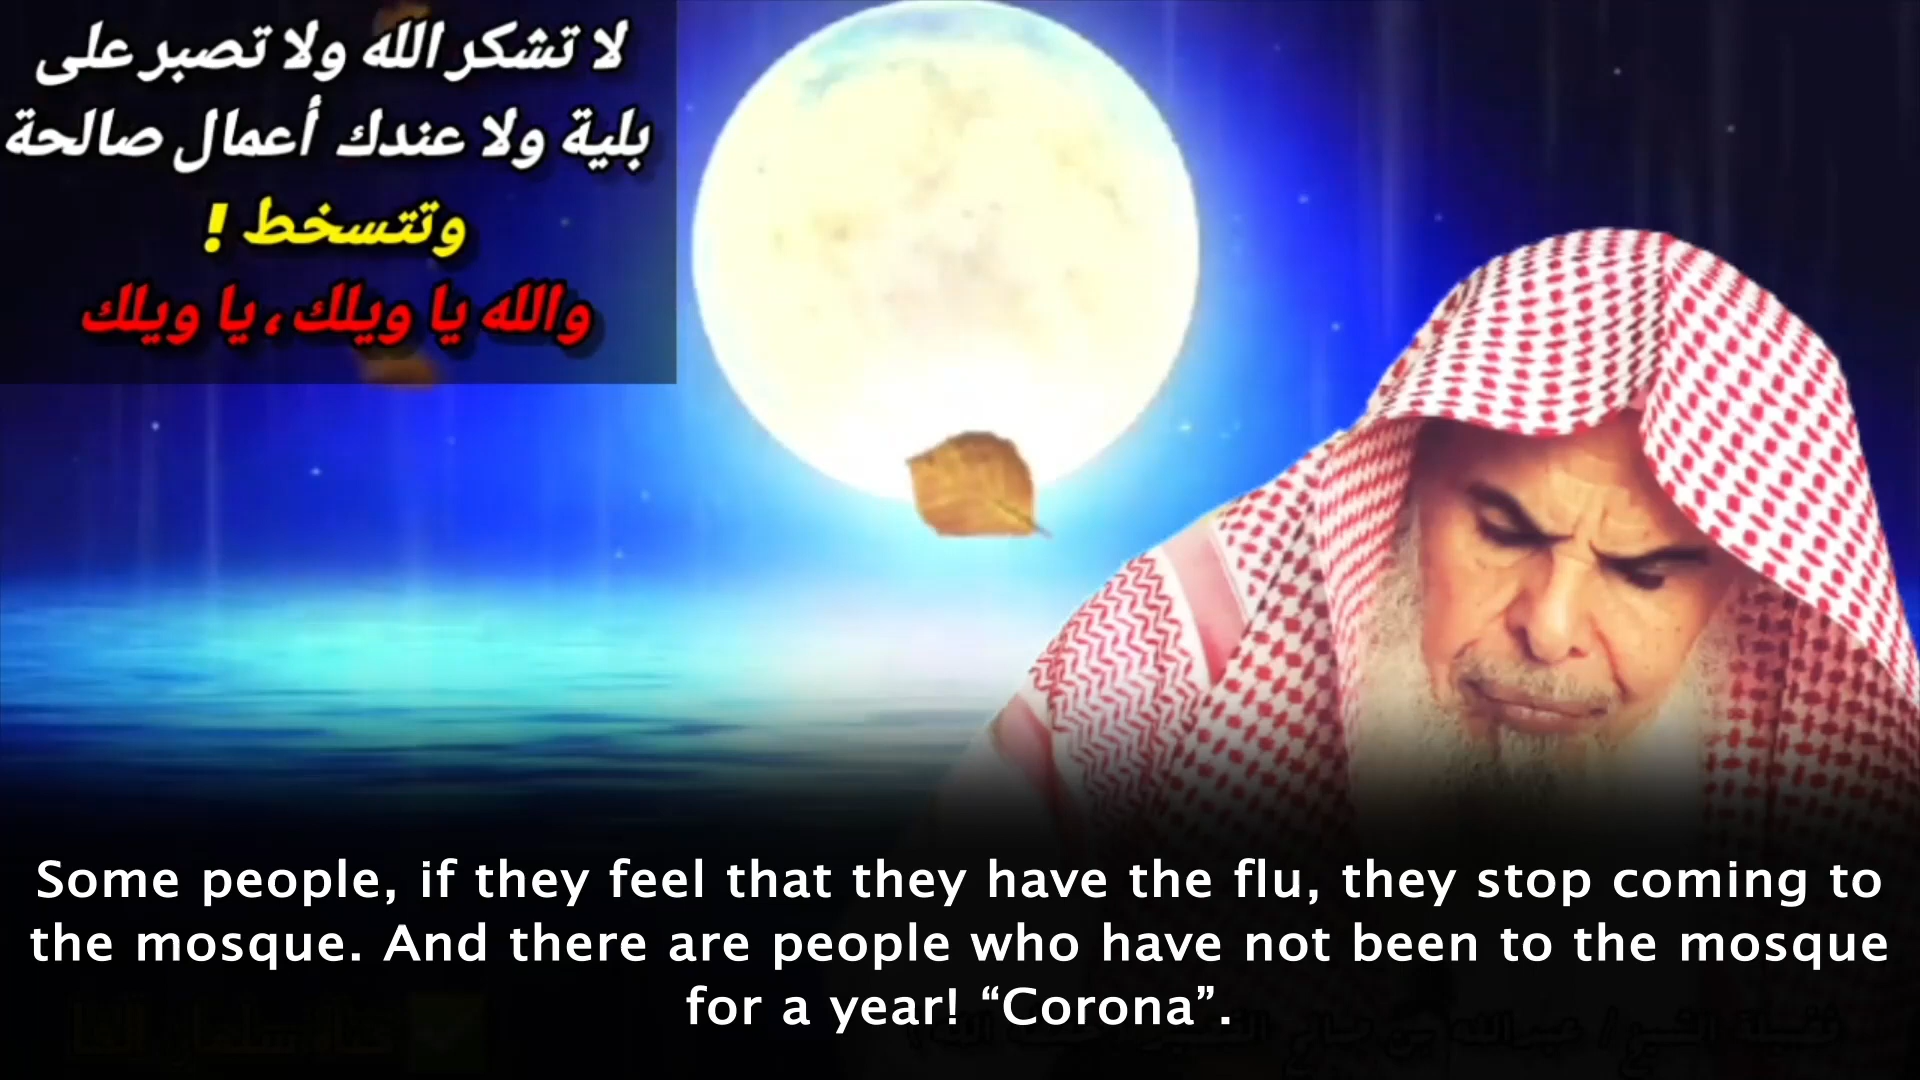 لا تشكر الله ولا تصبر على
بلية ولا عندك أعمال صالحة
وتتسخط !
والله يا ويلك ، يا ويلك
Some people, if they feel that they have the flu, they stop coming to
the mosque. And there are people who have not been to the mosque
for a year! “Corona”.